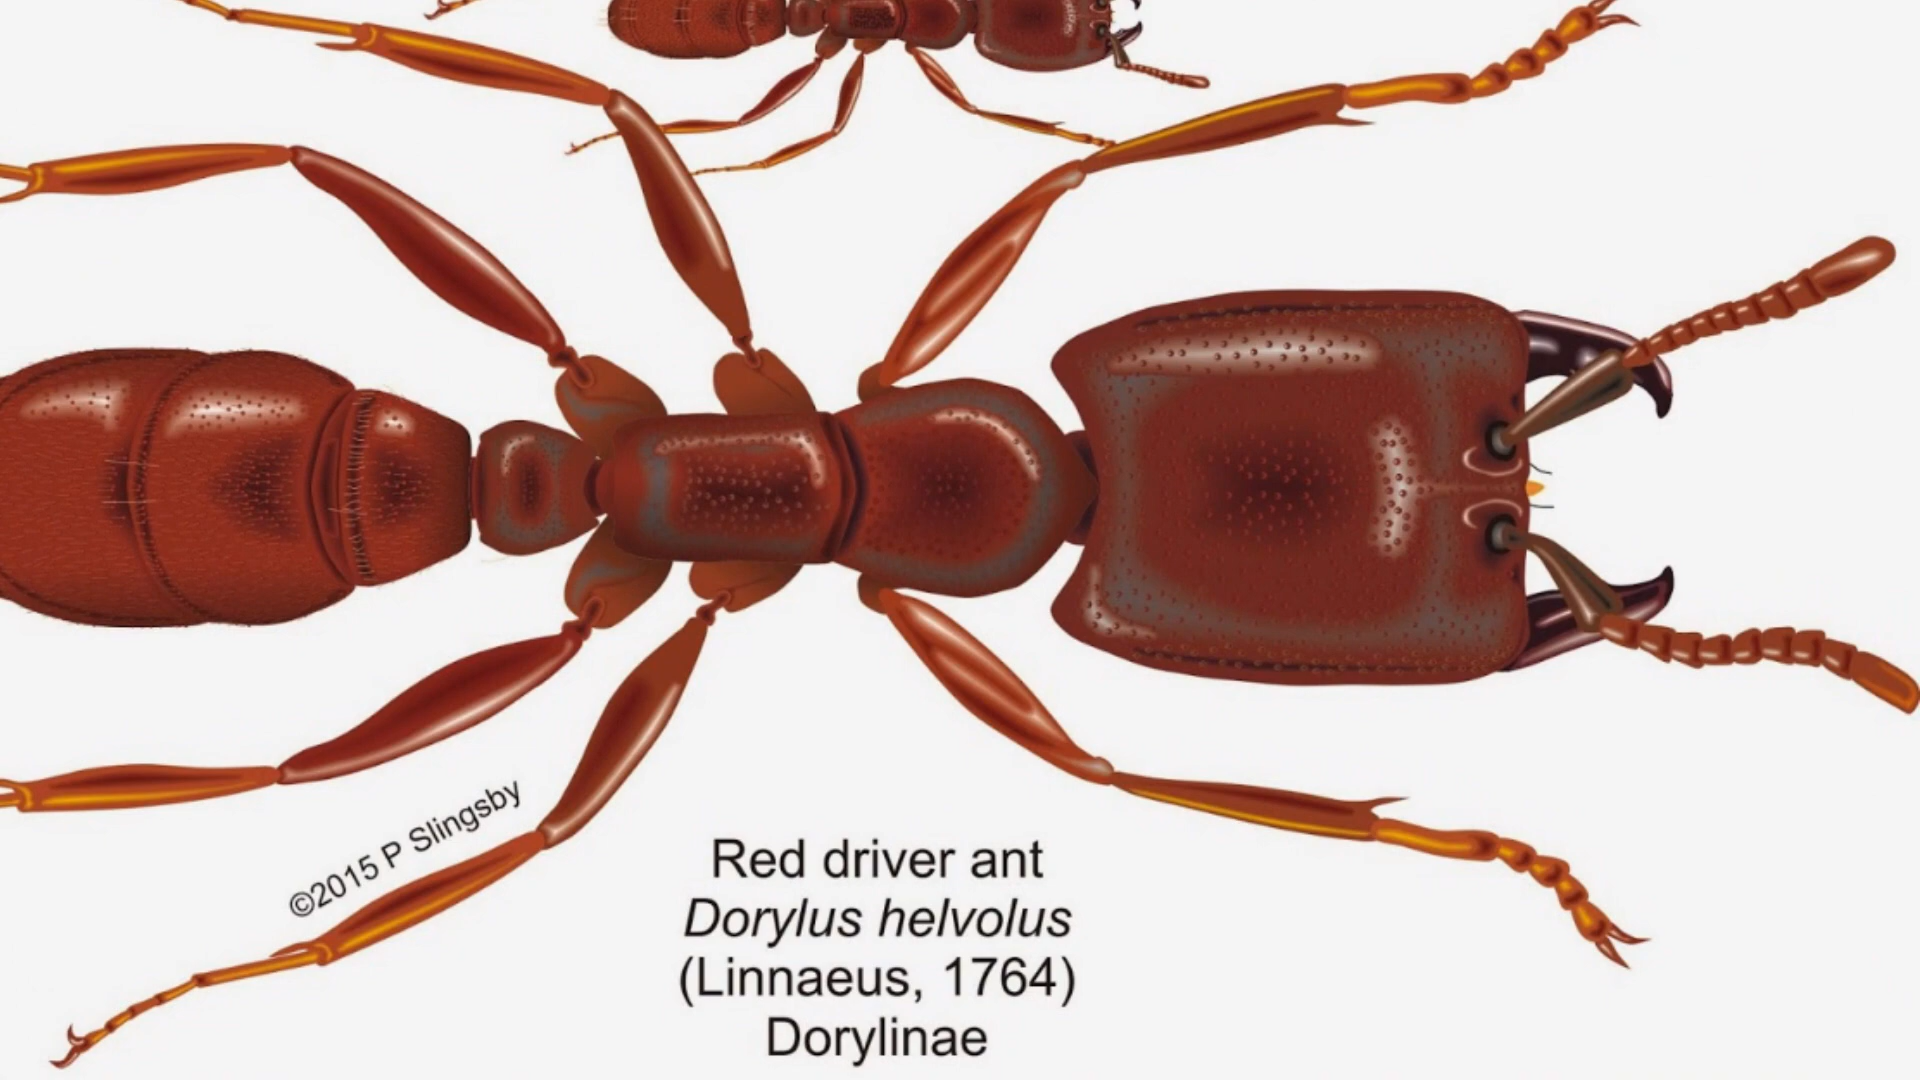 ©2015 P Slingsby
Red driver ant
Dorylus helvolus
(Linnaeus, 1764)
Dorylinae